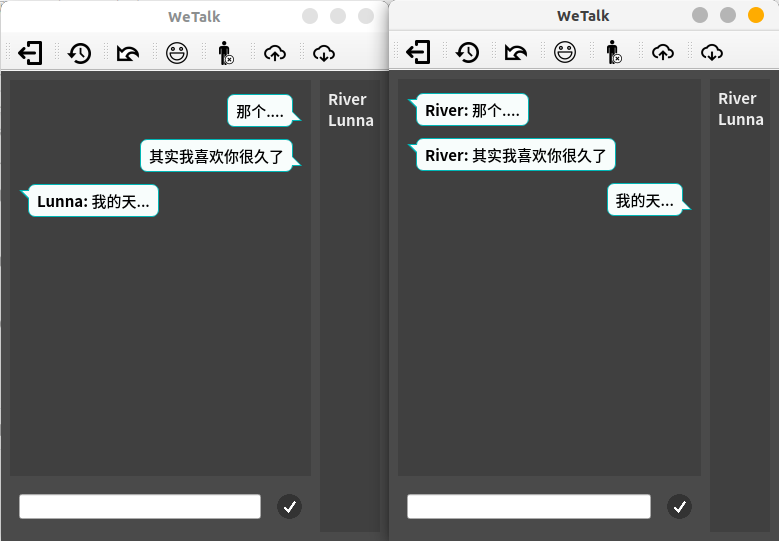 WeTalk
那个....
其实我喜欢你很久了
Lunna: 我的天...
River
Lunna
WeTalk
River: 那个....
River: 其实我喜欢你很久了
我的天...
River
Lunna